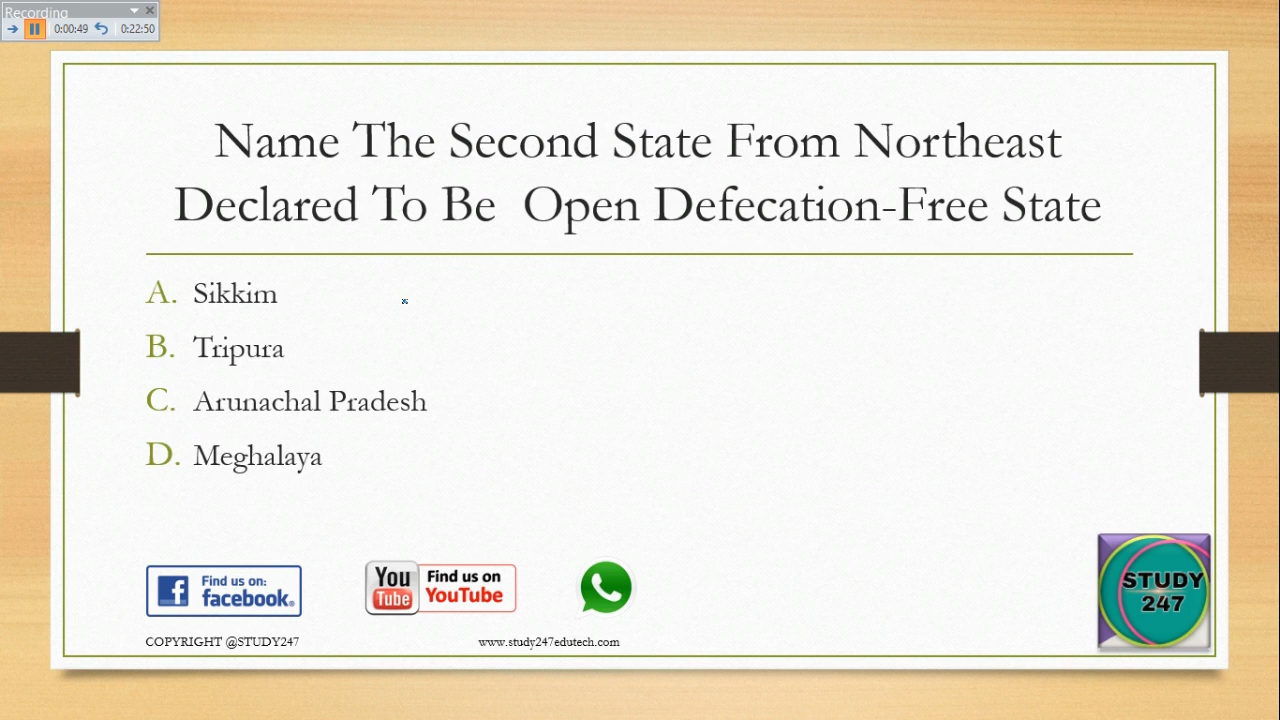 Recording
0:00:49 0:22:50
Name The Second State From Northeast
Declared To Be Open Defecation-Free State
A. Sikkim
B. Tripura
C. Arunachal Pradesh
D. Meghalaya
Find us on:
facebook.
You
Tube
Find us on
YouTube
STUDY
247
COPYRIGHT @STUDY247
www.study247edutech.com